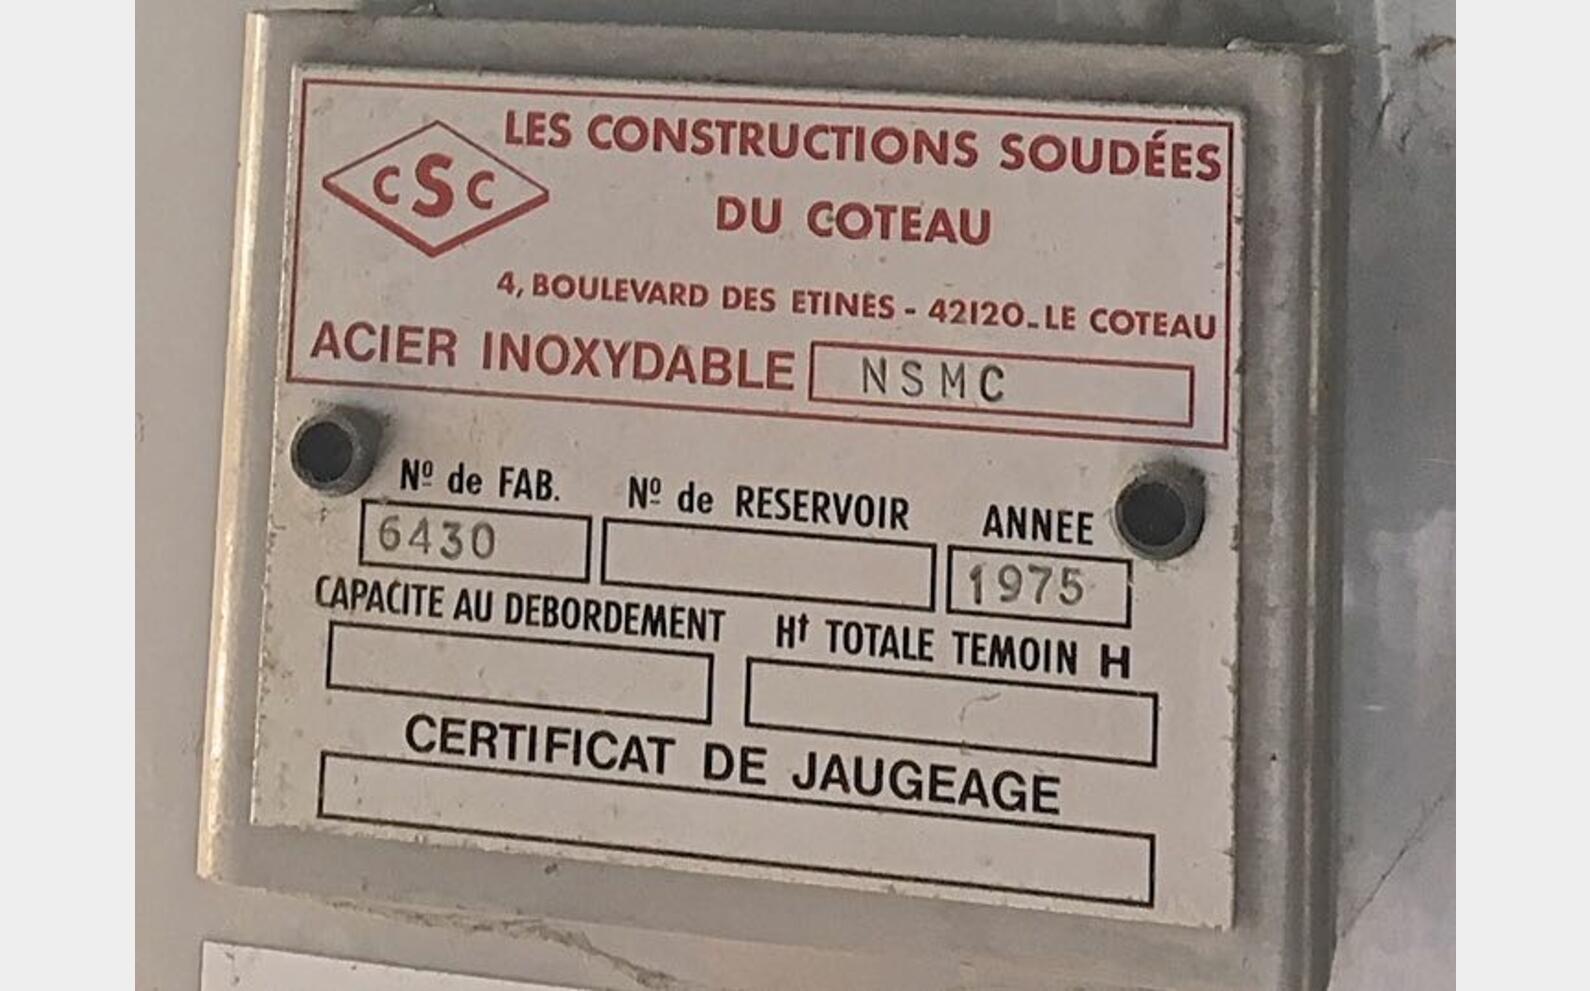 CSC
LES CONSTRUCTIONS SOUDÉES
DU COTEAU
4, BOULEVARD DES ETINES - 42120 - LE COTEAU
ACIER INOXYDABLE NSMC
Nº de FAB. Nº de RESERVOIR ANNEE
6430 1975
CAPACITE AU DEBORDEMENT Ht TOTALE TEMOIN H
CERTIFICAT DE JAUGEAGE